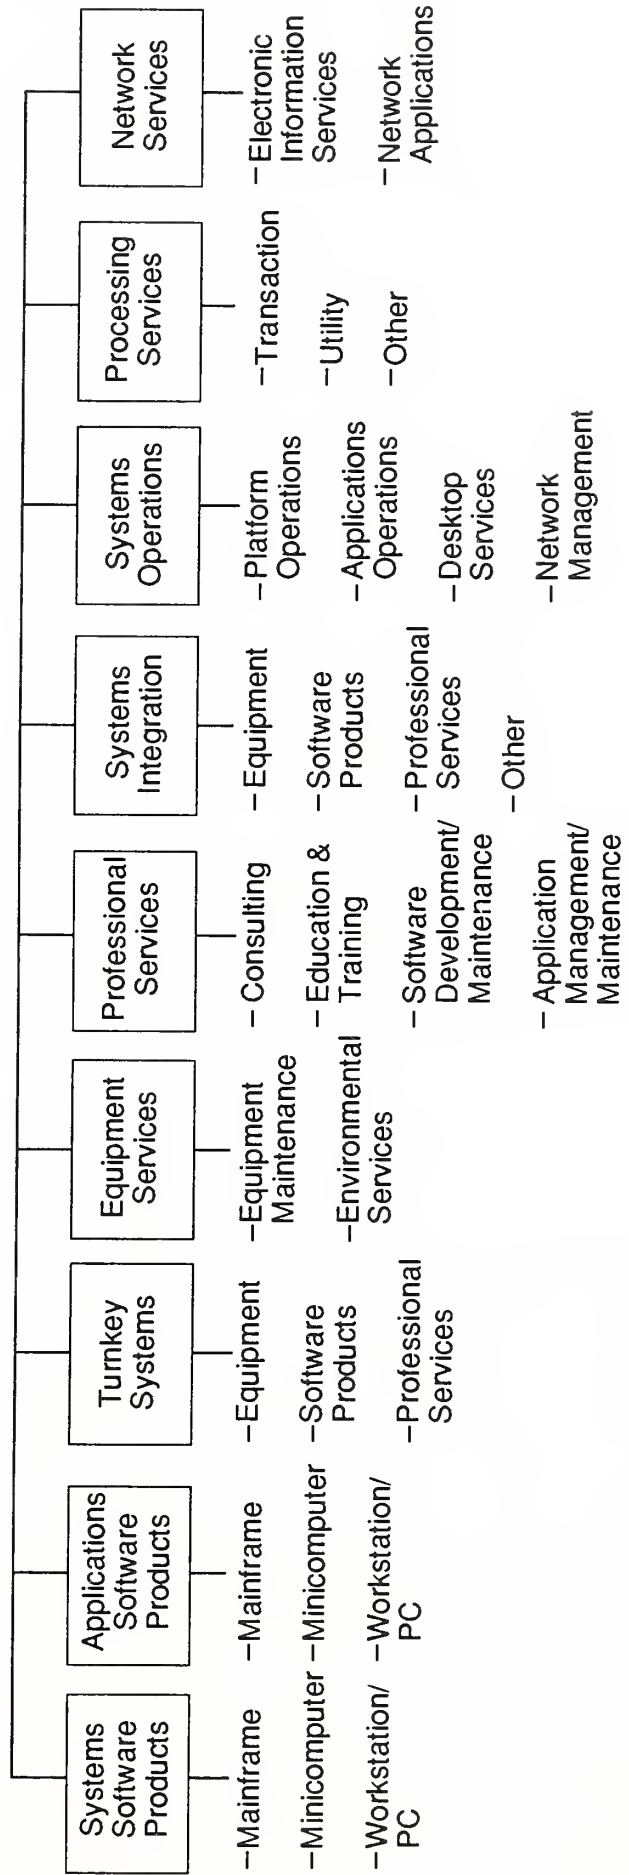 Systems
Software
Products
–Mainframe
–Minicomputer
–Workstation/
PC
Applications
Software
Products
–Mainframe
–Minicomputer
–Workstation/
PC
Turnkey
Systems
–Equipment
–Software
Products
–Professional
Services
Equipment
Services
–Equipment
Maintenance
–Environmental
Services
Professional
Services
–Consulting
–Education &
Training
–Software
Development/
Maintenance
–Application
Management/
Maintenance
Systems
Integration
–Equipment
–Software
Products
–Professional
Services
–Other
Systems
Operations
–Platform
Operations
–Applications
Operations
–Desktop
Services
–Network
Management
Processing
Services
–Transaction
–Utility
–Other
Network
Services
–Electronic
Information
Services
–Network
Applications